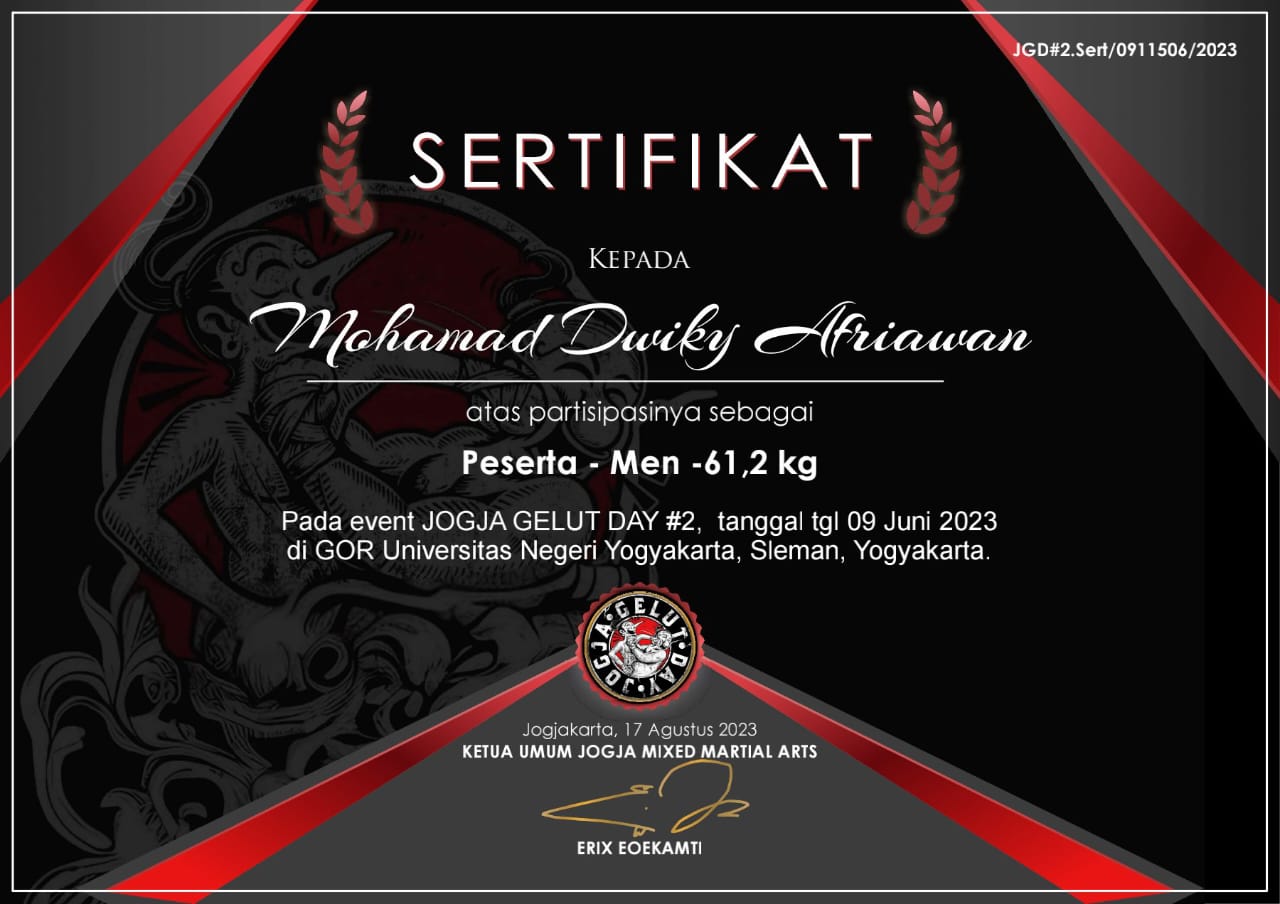 JGD#2.Sert/0911506/2023
SERTIFIKAT
KEPADA
Mohamad Dwiky Afriawan
atas partisipasinya sebagai
Peserta - Men -61,2 kg
Pada event JOGJA GELUT DAY #2, tanggal tgl 09 Juni 2023
di GOR Universitas Negeri Yogyakarta, Sleman, Yogyakarta.
JOGJA • GELUT • DAY
Jogjakarta, 17 Agustus 2023
KETUA UMUM JOGJA MIXED MARTIAL ARTS
ERIX EOEKAMTI